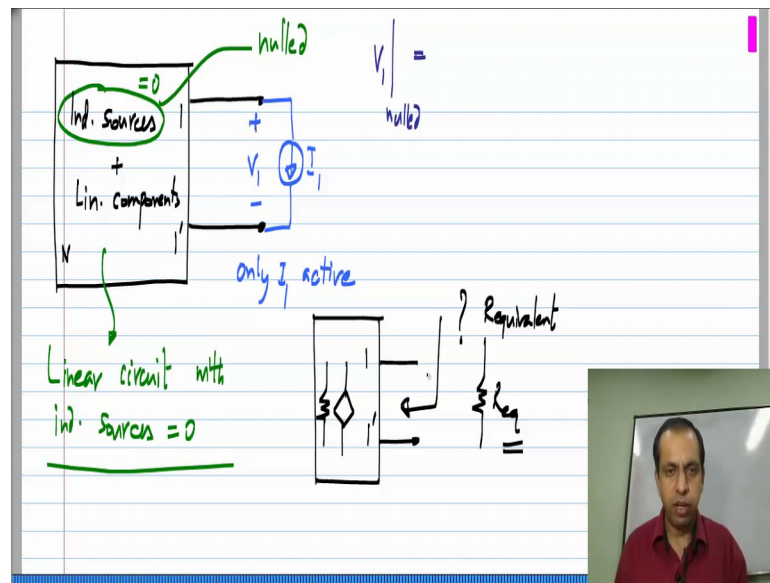 nulled
= 0
Ind. Sources
+
Lin. components
N
1
1'
+
V1
-
I1
only I1 active
V1| =
nulled
Linear circuit with
ind. sources = 0
1
1'
? Requivalent
Req